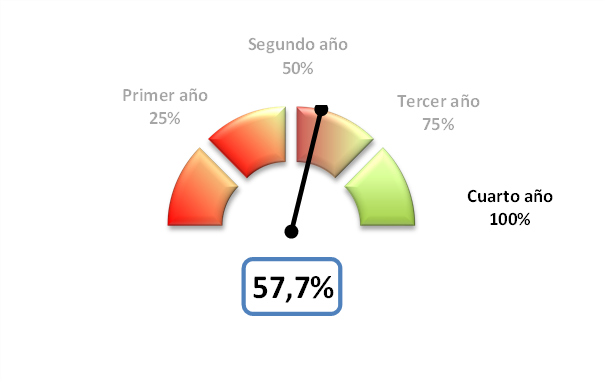 Segundo año
50%
Primer año
25%
Tercer año
75%
Cuarto año
100%
57,7%